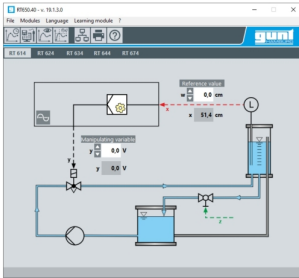 RT650.40 - v. 19.1.3.0
File Modules Language Learning module ?
gunt
RT 614 RT 624 RT 634 RT 644 RT 674
Reference value
w 0,0 cm
x
x 51,4 cm
L
Manipulating variable
y 0,0 V
y
y 0,0 V
z